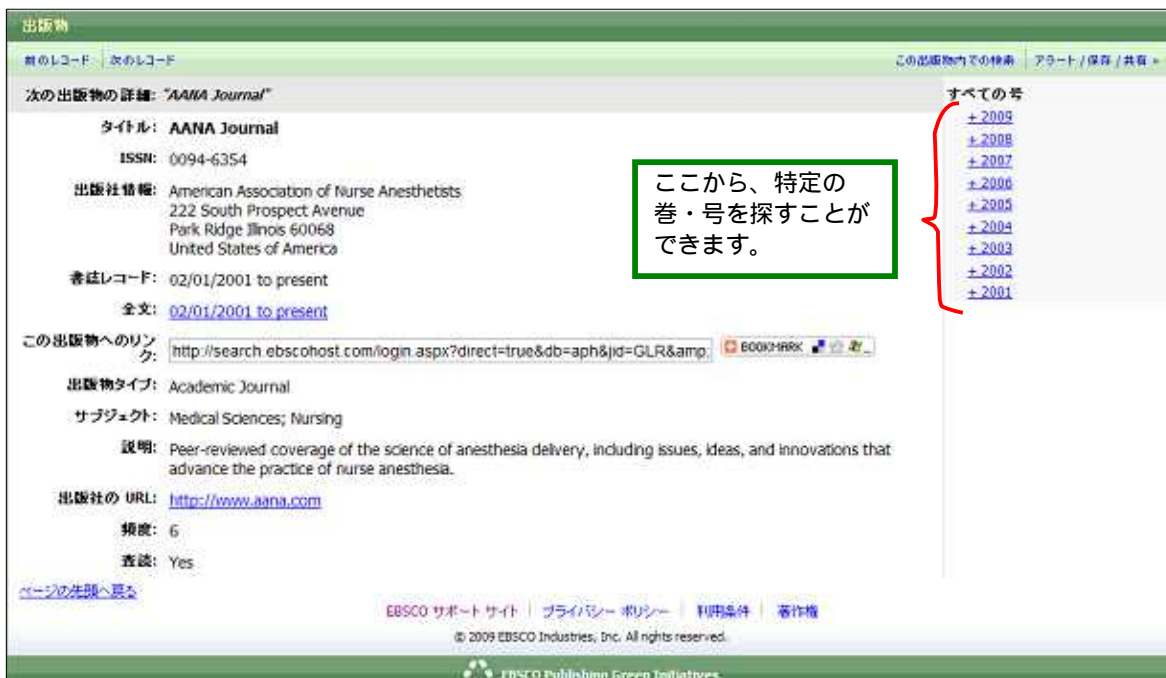 出版物
前のレコード 次のレコード
この出版物内での検索 アラート / 保存 / 共有 »
次の出版物の詳細: "AANA Journal"
タイトル: AANA Journal
ISSN: 0094-6354
出版社情報: American Association of Nurse Anesthetists
222 South Prospect Avenue
Park Ridge Illinois 60068
United States of America
書誌レコード: 02/01/2001 to present
全文: 02/01/2001 to present
この出版物へのリン
ク: http://search.ebscohost.com/login.aspx?direct=true&db=aph&jid=GLR&amp; BOOKMARK
出版物タイプ: Academic Journal
サブジェクト: Medical Sciences; Nursing
説明: Peer-reviewed coverage of the science of anesthesia delivery, including issues, ideas, and innovations that
advance the practice of nurse anesthesia.
出版社の URL: http://www.aana.com
頻度: 6
査読: Yes
すべての号
+ 2009
+ 2008
+ 2007
+ 2006
+ 2005
+ 2004
+ 2003
+ 2002
+ 2001
ここから、特定の
巻・号を探すことが
できます。
ページの先頭へ戻る
EBSCO サポート サイト | プライバシー ポリシー | 利用条件 | 著作権
© 2009 EBSCO Industries, Inc. All rights reserved.
EBSCO Publishing Green Initiatives